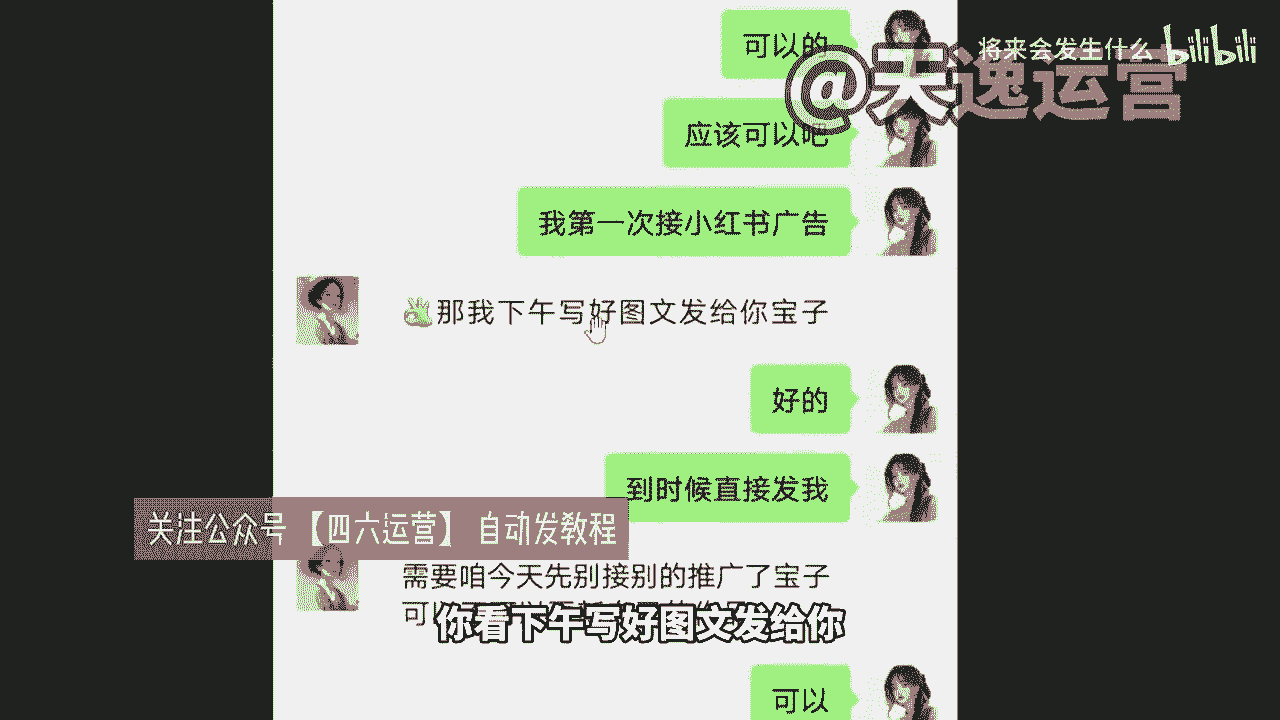 可以的
将来会发生什么 bilibili
@天逸运营
应该可以吧
我第一次接小红书广告
👌那我下午写好图文发给你宝子
好的
到时候直接发我
关注公众号 【四六运营】 自动发教程
需要咱今天先别接别的推广了宝子
可以
你看下午写好图文发给你
可以